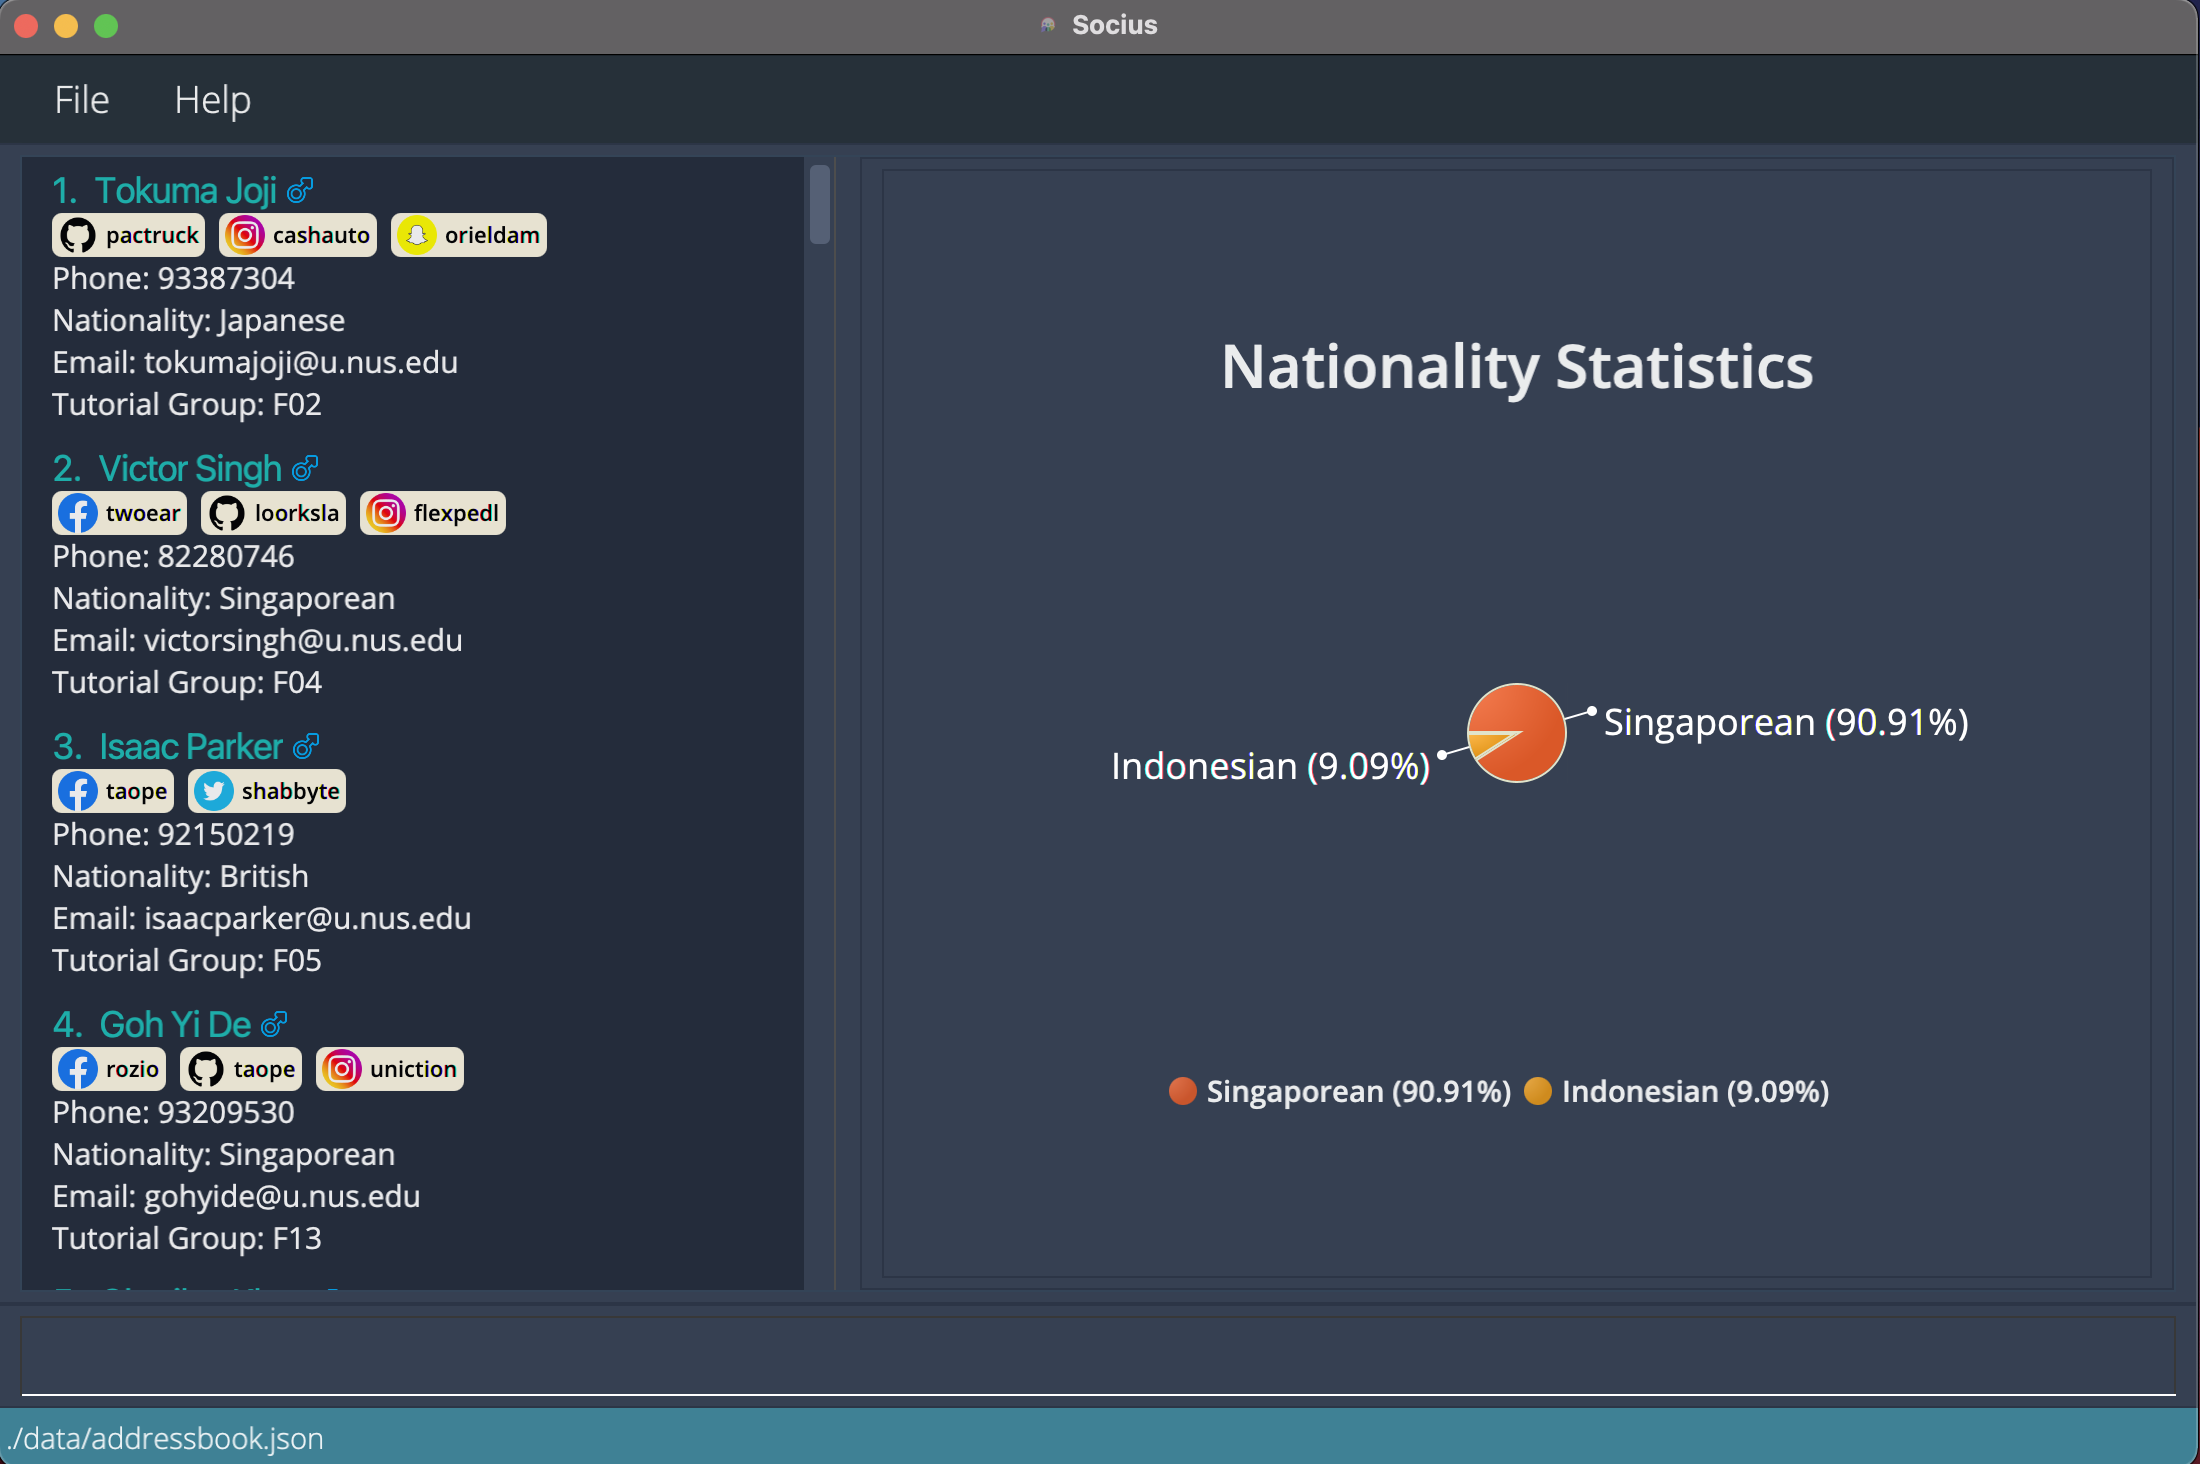 Socius
File Help
1. Tokuma Joji
pactruck cashauto orieldam
Phone: 93387304
Nationality: Japanese
Email: tokumajoji@u.nus.edu
Tutorial Group: F02
2. Victor Singh
twoear loorksla flexpedl
Phone: 82280746
Nationality: Singaporean
Email: victorsingh@u.nus.edu
Tutorial Group: F04
3. Isaac Parker
taope shabbyte
Phone: 92150219
Nationality: British
Email: isaacparker@u.nus.edu
Tutorial Group: F05
4. Goh Yi De
rozio taope uniction
Phone: 93209530
Nationality: Singaporean
Email: gohyide@u.nus.edu
Tutorial Group: F13
Nationality Statistics
Singaporean (90.91%)
Indonesian (9.09%)
Singaporean (90.91%) Indonesian (9.09%)
./data/addressbook.json